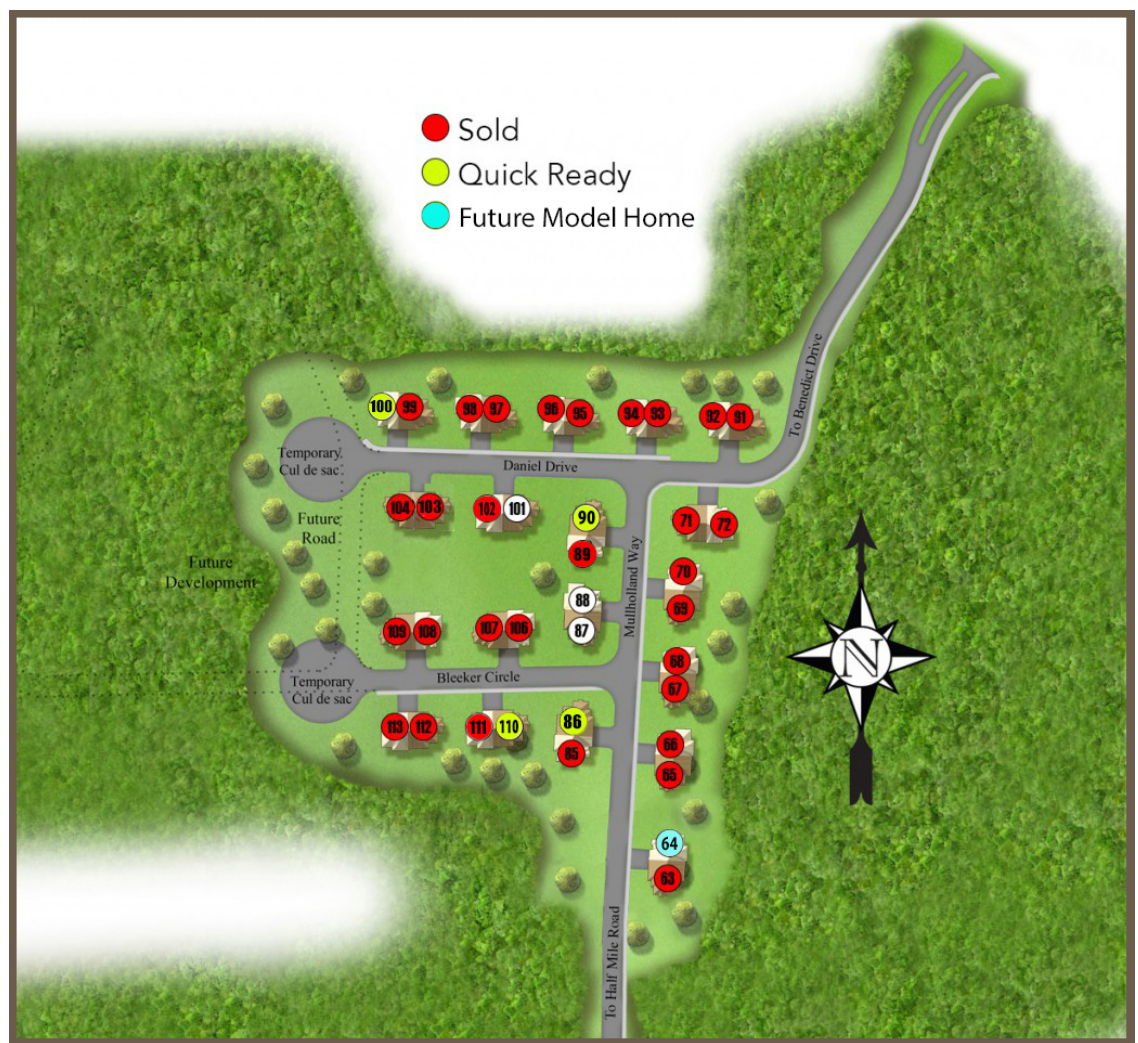 Sold
Quick Ready
Future Model Home
To Benedict Drive
100 99 98 97 96 95 94 93 92 91
Temporary
Cul de sac
Daniel Drive
104 103 102 101 90 71 72
Future
Road
89
Future
Development
70
88 69
87
Mullholland Way
109 108 107 106
68
67
Bleeker Circle
Temporary
Cul de sac
113 112 111 110 86
85 66
65
64
63
N
To Half Mile Road